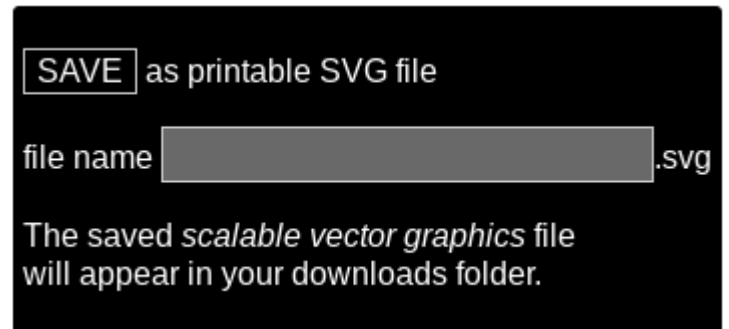 SAVE as printable SVG file
file name .svg
The saved scalable vector graphics file
will appear in your downloads folder.